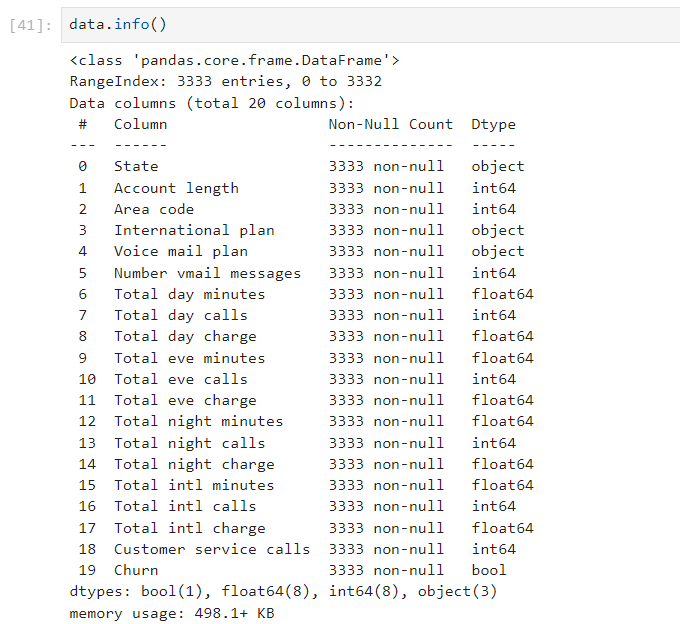 [41]: data.info()
<class 'pandas.core.frame.DataFrame'>
RangeIndex: 3333 entries, 0 to 3332
Data columns (total 20 columns):
 #   Column                  Non-Null Count  Dtype
---  ------                  --------------  -----
 0   State                   3333 non-null   object
 1   Account length          3333 non-null   int64
 2   Area code               3333 non-null   int64
 3   International plan      3333 non-null   object
 4   Voice mail plan         3333 non-null   object
 5   Number vmail messages   3333 non-null   int64
 6   Total day minutes       3333 non-null   float64
 7   Total day calls         3333 non-null   int64
 8   Total day charge        3333 non-null   float64
 9   Total eve minutes       3333 non-null   float64
 10  Total eve calls         3333 non-null   int64
 11  Total eve charge        3333 non-null   float64
 12  Total night minutes     3333 non-null   float64
 13  Total night calls       3333 non-null   int64
 14  Total night charge      3333 non-null   float64
 15  Total intl minutes      3333 non-null   float64
 16  Total intl calls        3333 non-null   int64
 17  Total intl charge       3333 non-null   float64
 18  Customer service calls  3333 non-null   int64
 19  Churn                   3333 non-null   bool
dtypes: bool(1), float64(8), int64(8), object(3)
memory usage: 498.1+ KB